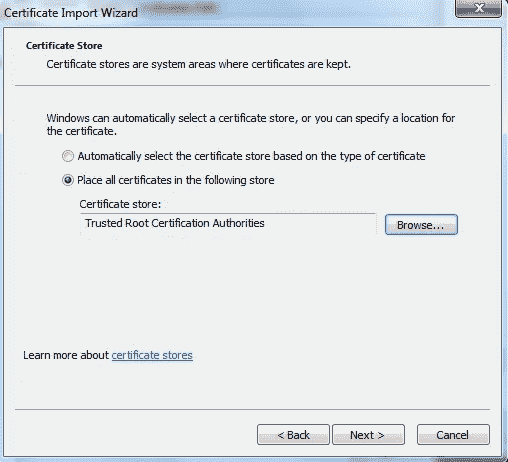 Certificate Import Wizard
Certificate Store
Certificate stores are system areas where certificates are kept.
Windows can automatically select a certificate store, or you can specify a location for
the certificate.
Automatically select the certificate store based on the type of certificate
Place all certificates in the following store
Certificate store:
Trusted Root Certification Authorities
Browse...
Learn more about certificate stores
< Back
Next >
Cancel